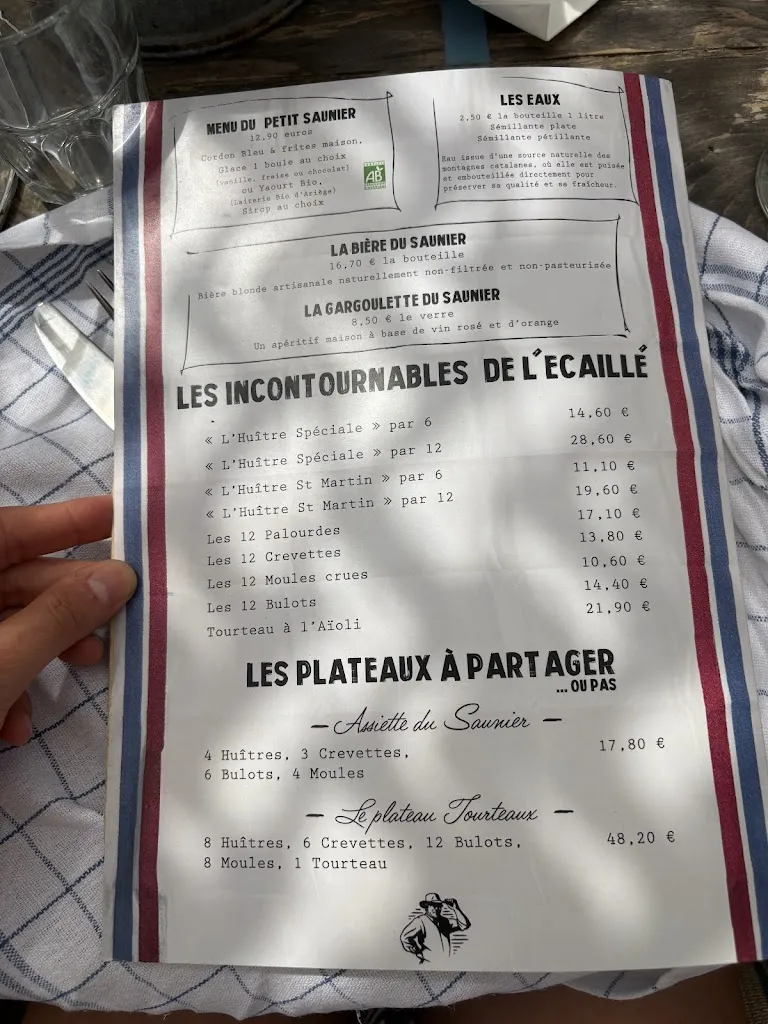 MENU DU PETIT SAUNIER
12.90 euros
Cordon Bleu & frites maison,
Glace 1 boule au choix
(vanille, fraise ou chocolat)
ou Yaourt Bio,
(Laiterie Bio d'Ariège)
Sirop au choix
AB
LES EAUX
2,50 € la bouteille 1 litre
Sémillante plate
Sémillante pétillante
Eau issue d'une source naturelle des
montagnes catalanes, où elle est puisée
et embouteillée directement pour
préserver sa qualité et sa fraîcheur.
LA BIÈRE DU SAUNIER
16,70 € la bouteille
Bière blonde artisanale naturellement non-filtrée et non-pasteurisée
LA GARGOULETTE DU SAUNIER
8,50 € le verre
Un apéritif maison à base de vin rosé et d'orange
LES INCONTOURNABLES DE L'ÉCAILLÉ
« L'Huître Spéciale » par 6 14,60 €
« L'Huître Spéciale » par 12 28,60 €
« L'Huître St Martin » par 6 11,10 €
« L'Huître St Martin » par 12 19,60 €
Les 12 Palourdes 17,10 €
Les 12 Crevettes 13,80 €
Les 12 Moules crues 10,60 €
Les 12 Bulots 14,40 €
Tourteau à l'Aïoli 21,90 €
LES PLATEAUX À PARTAGER
...OU PAS
— Assiette du Saunier —
4 Huîtres, 3 Crevettes, 17,80 €
6 Bulots, 4 Moules
— Le plateau Tourteaux —
8 Huîtres, 6 Crevettes, 12 Bulots, 48,20 €
8 Moules, 1 Tourteau